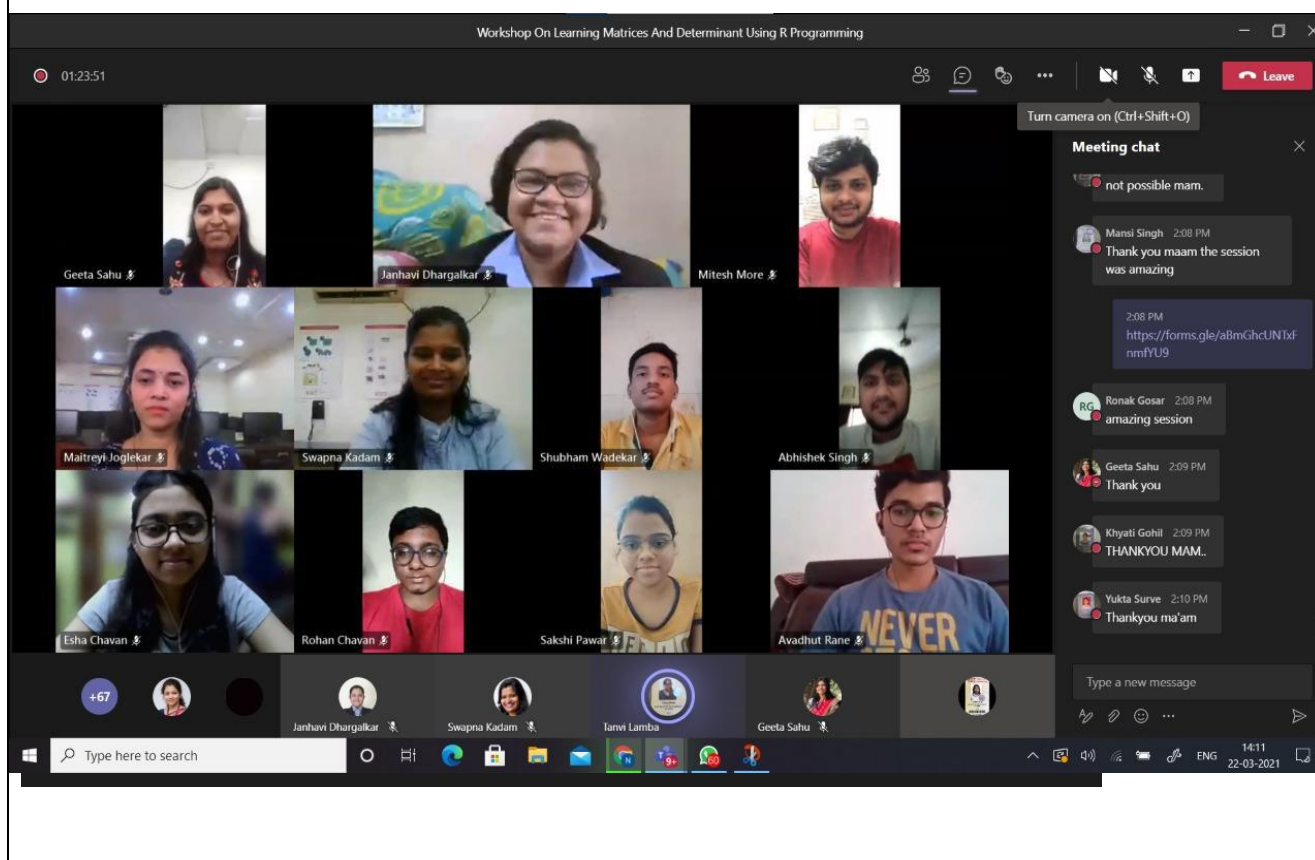 Workshop On Learning Matrices And Determinant Using R Programming
01:23:51
Leave
Turn camera on (Ctrl+Shift+O)
Geeta Sahu
Janhavi Dhargalkar
Mitesh More
Maitreyi Joglekar
Swapna Kadam
Shubham Wadekar
Abhishek Singh
Esha Chavan
Rohan Chavan
Sakshi Pawar
Avadhut Rane
NEVER
+67
Janhavi Dhargalkar
Swapna Kadam
Tanvi Lamba
Geeta Sahu
Meeting chat
not possible mam.
Mansi Singh 2:08 PM
Thank you maam the session
was amazing
2:08 PM
https://forms.gle/aBmGhcUNTxF
nmfYU9
RG
Ronak Gosar 2:08 PM
amazing session
Geeta Sahu 2:09 PM
Thank you
Khyati Gohil 2:09 PM
THANKYOU MAM..
Yukta Surve 2:10 PM
Thankyou ma'am
Type a new message
Type here to search
N
9+
60
ENG
14:11
22-03-2021